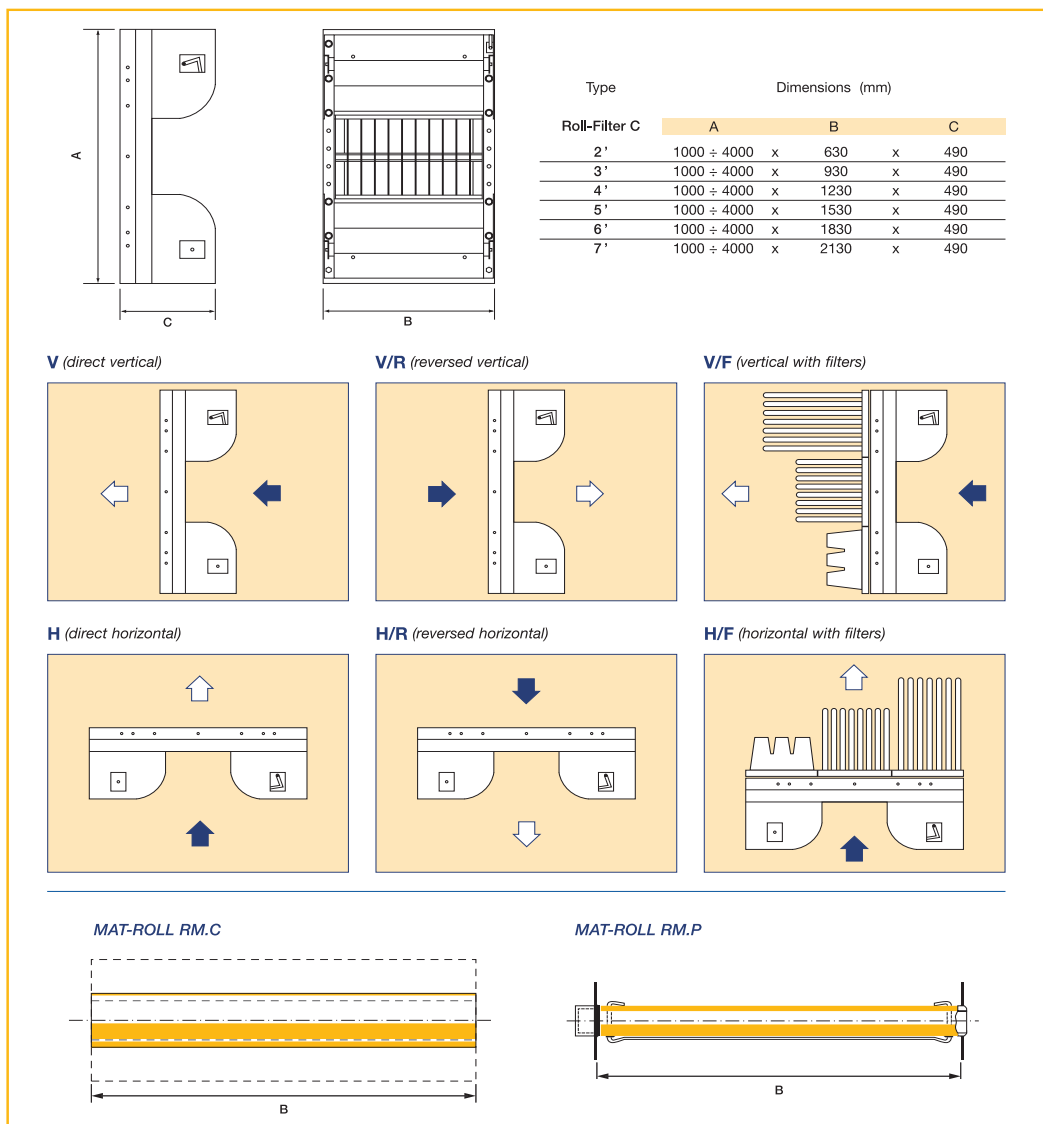 A
C
B
Type Dimensions (mm)
Roll-Filter C A B C
2’ 1000 ÷ 4000 x 630 x 490
3’ 1000 ÷ 4000 x 930 x 490
4’ 1000 ÷ 4000 x 1230 x 490
5’ 1000 ÷ 4000 x 1530 x 490
6’ 1000 ÷ 4000 x 1830 x 490
7’ 1000 ÷ 4000 x 2130 x 490
V (direct vertical)
V/R (reversed vertical)
V/F (vertical with filters)
H (direct horizontal)
H/R (reversed horizontal)
H/F (horizontal with filters)
MAT-ROLL RM.C
MAT-ROLL RM.P
B
B